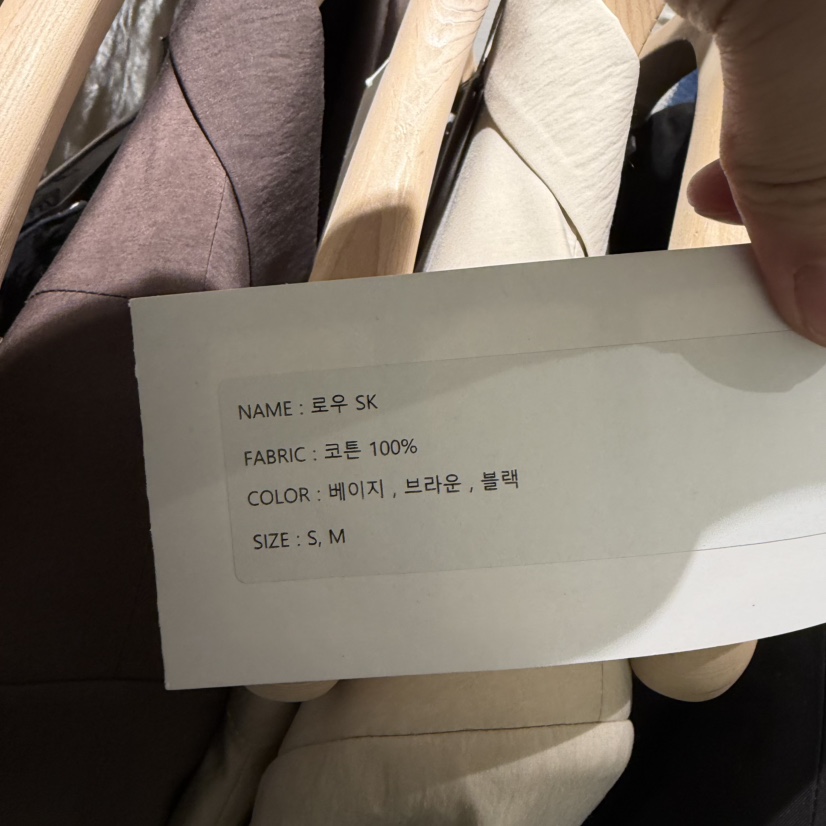 NAME : 로우 SK
FABRIC : 코튼 100%
COLOR : 베이지 , 브라운 , 블랙
SIZE : S, M